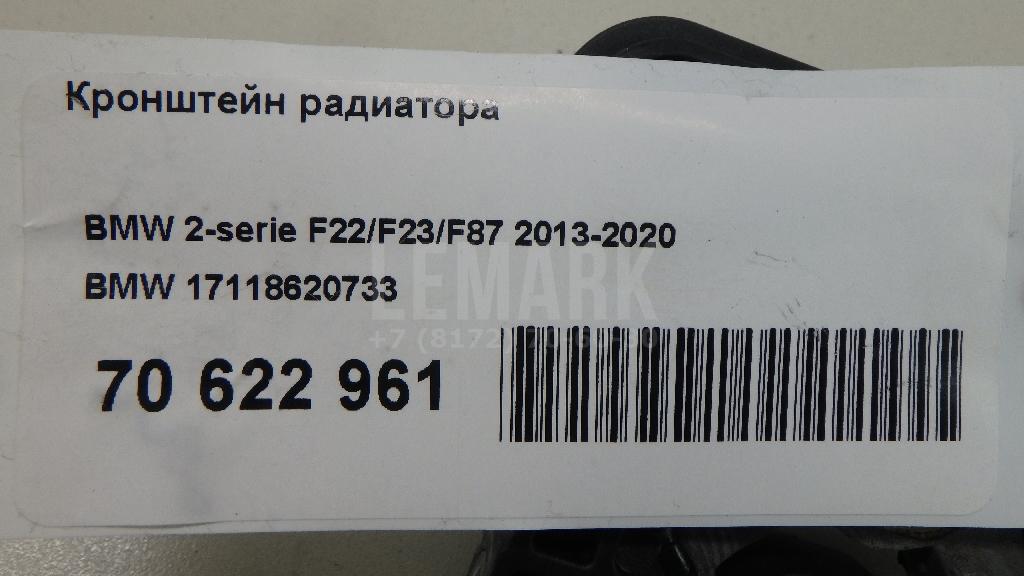 Кронштейн радиатора
BMW 2-serie F22/F23/F87 2013-2020
LEMARK
BMW 17118620733
70 622 961